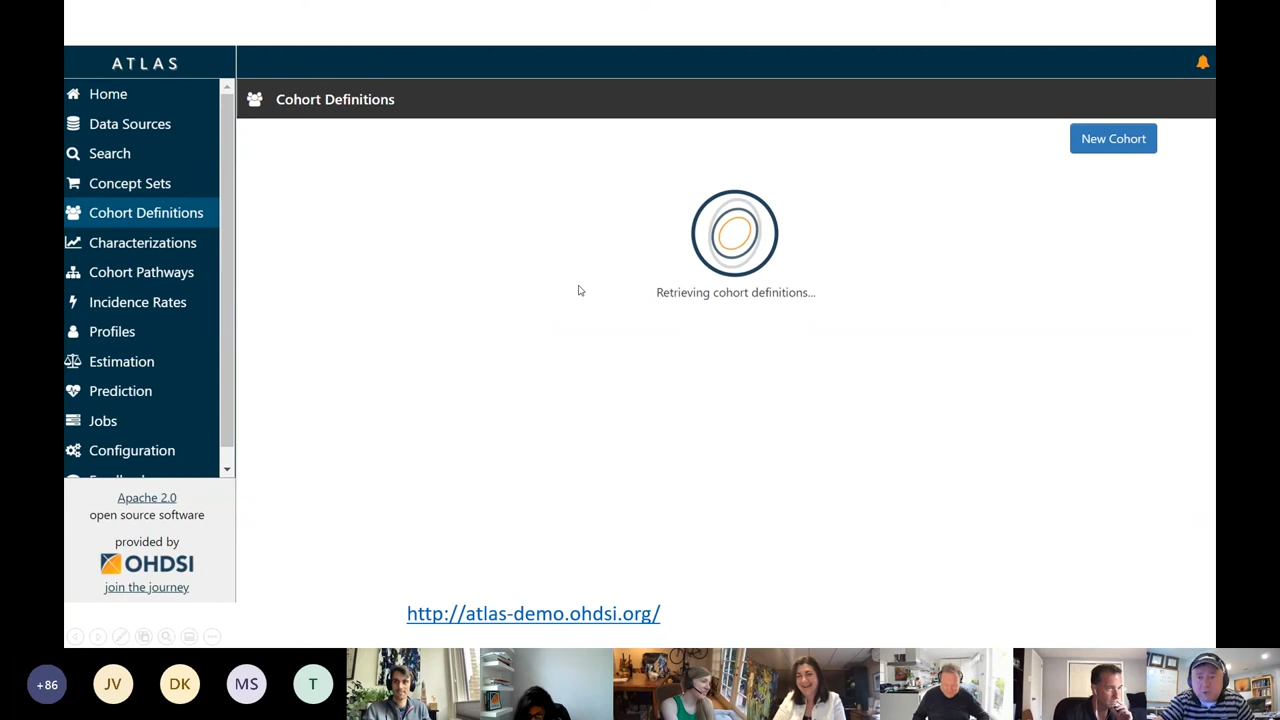 ATLAS
Home
Data Sources
Search
Concept Sets
Cohort Definitions
Characterizations
Cohort Pathways
Incidence Rates
Profiles
Estimation
Prediction
Jobs
Configuration
Apache 2.0
open source software
provided by
OHDSI
join the journey
Cohort Definitions
New Cohort
Retrieving cohort definitions...
http://atlas-demo.ohdsi.org/
+86
JV
DK
MS
T